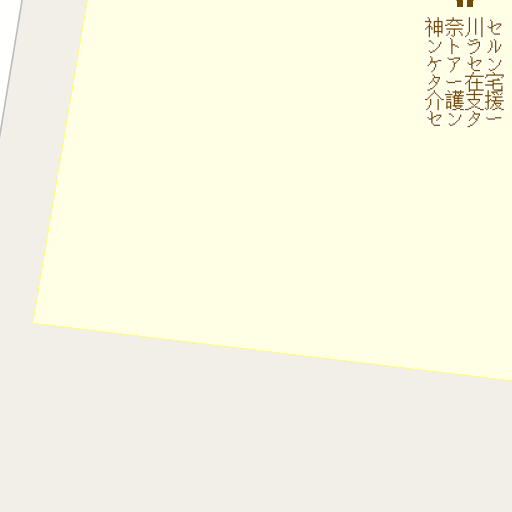 神奈川セ
ントラル
ケアセン
ター在宅
介護支援
センター